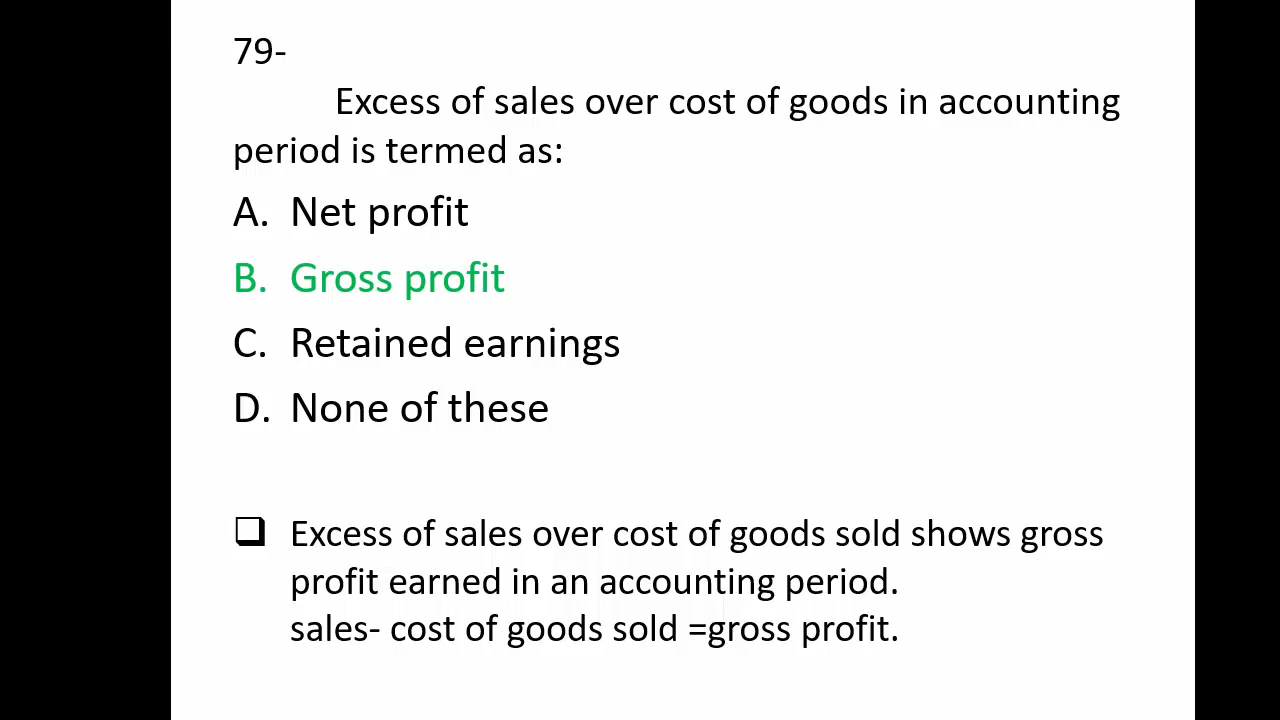 79-
Excess of sales over cost of goods in accounting
period is termed as:
A. Net profit
B. Gross profit
C. Retained earnings
D. None of these
❑ Excess of sales over cost of goods sold shows gross
profit earned in an accounting period.
sales- cost of goods sold =gross profit.